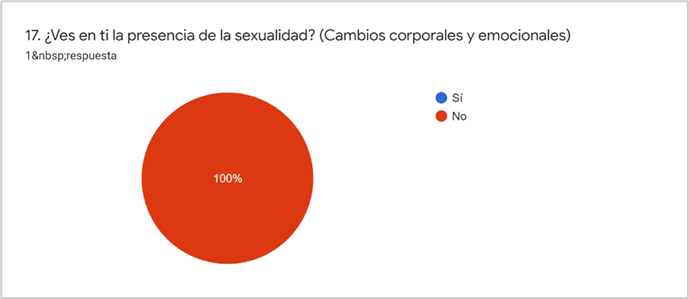 17. ¿Ves en ti la presencia de la sexualidad? (Cambios corporales y emocionales)
1&nbsp;respuesta
Sí
No
100%